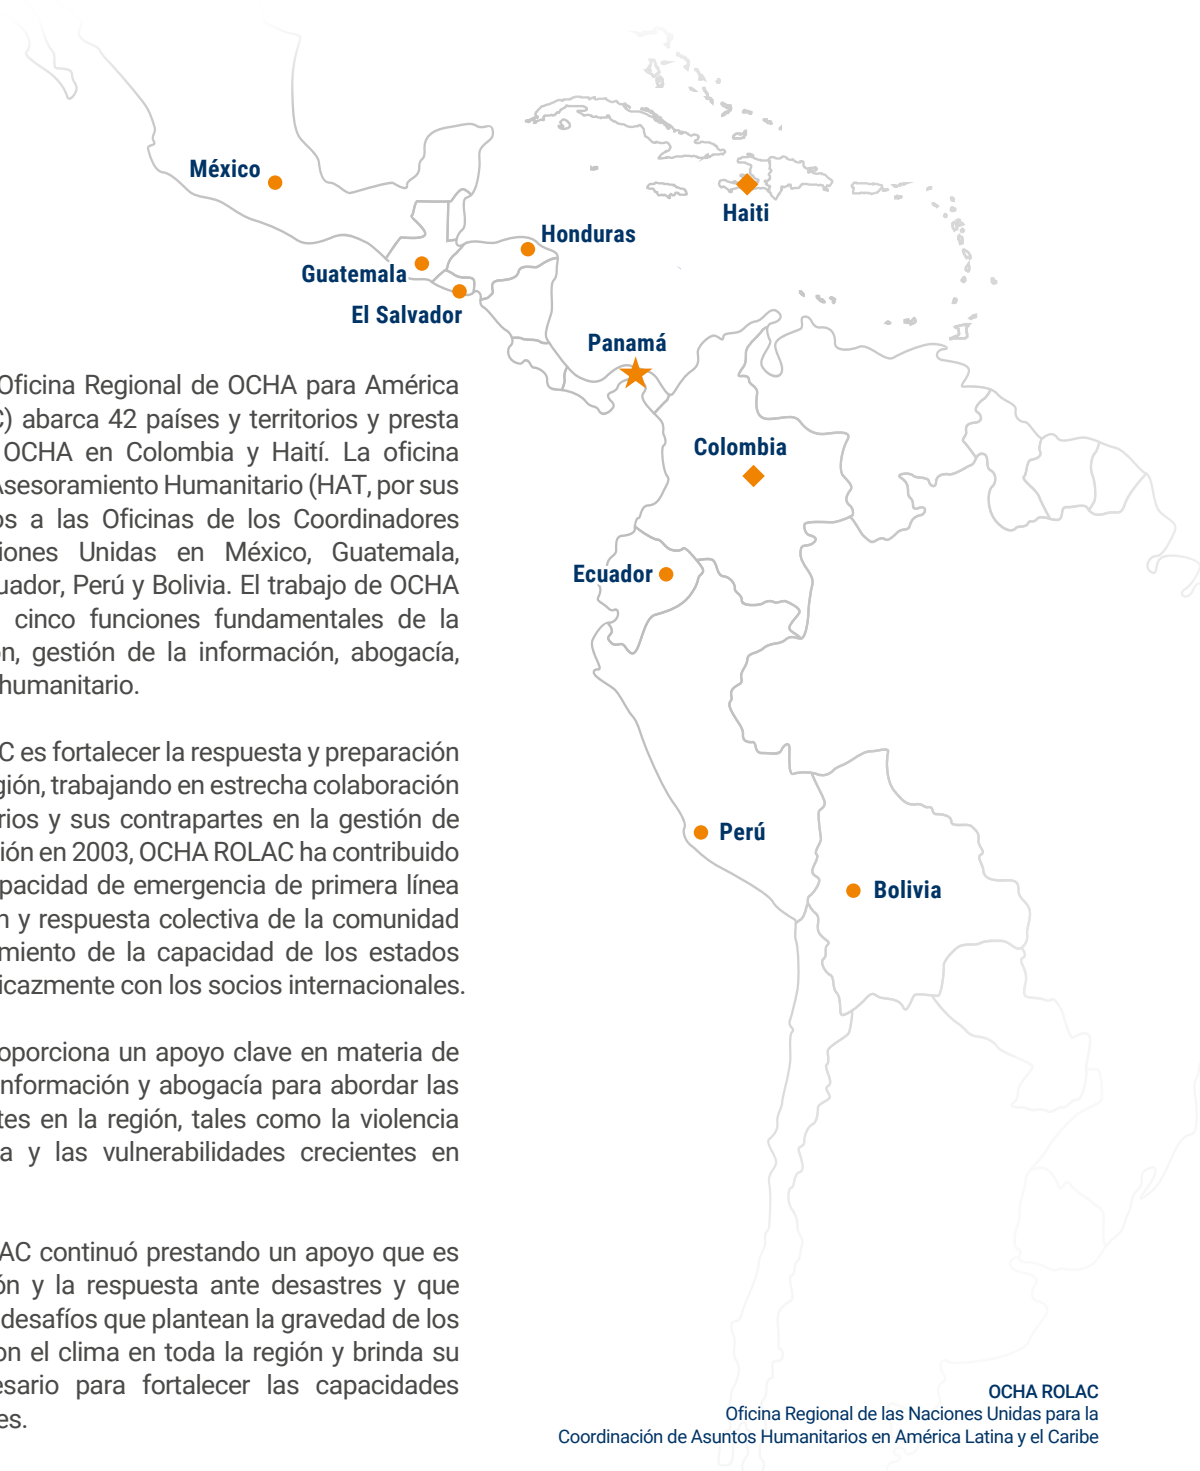 México
Haiti
Honduras
Guatemala
El Salvador
Panamá
Colombia
Ecuador
Perú
Bolivia
Oficina Regional de OCHA para América
C) abarca 42 países y territorios y presta
OCHA en Colombia y Haití. La oficina
Asesoramiento Humanitario (HAT, por sus
os a las Oficinas de los Coordinadores
iones Unidas en México, Guatemala,
uador, Perú y Bolivia. El trabajo de OCHA
cinco funciones fundamentales de la
ón, gestión de la información, abogacía,
humanitario.
C es fortalecer la respuesta y preparación
gión, trabajando en estrecha colaboración
rios y sus contrapartes en la gestión de
ión en 2003, OCHA ROLAC ha contribuido
pacidad de emergencia de primera línea
n y respuesta colectiva de la comunidad
miento de la capacidad de los estados
icazmente con los socios internacionales.
oporciona un apoyo clave en materia de
información y abogacía para abordar las
tes en la región, tales como la violencia
a y las vulnerabilidades crecientes en
AC continuó prestando un apoyo que es
ón y la respuesta ante desastres y que
desafíos que plantean la gravedad de los
on el clima en toda la región y brinda su
esario para fortalecer las capacidades
es.
OCHA ROLAC
Oficina Regional de las Naciones Unidas para la
Coordinación de Asuntos Humanitarios en América Latina y el Caribe